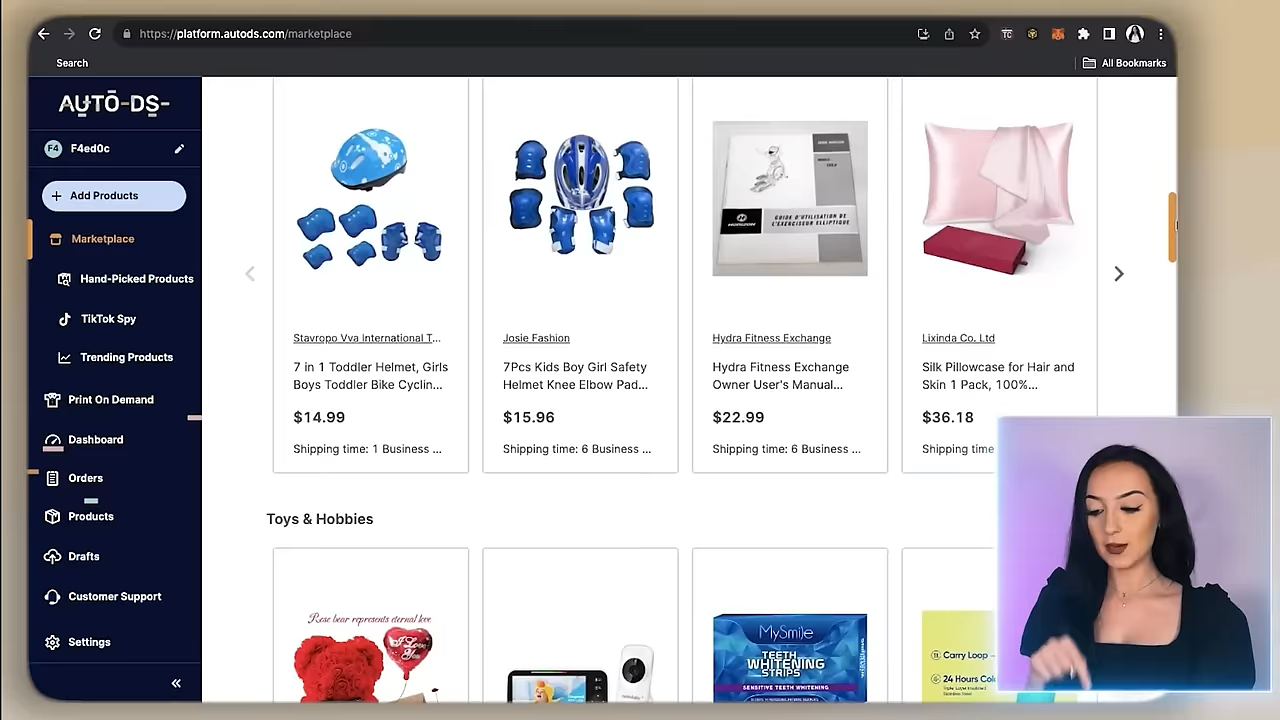 https://platform.autods.com/marketplace
Search
All Bookmarks
AUTO-DS-
F4 F4ed0c
Add Products
Marketplace
Hand-Picked Products
TikTok Spy
Trending Products
Print On Demand
Dashboard
Orders
Products
Drafts
Customer Support
Settings
Stavropo Vva International T...
7 in 1 Toddler Helmet, Girls
Boys Toddler Bike Cyclin...
$14.99
Shipping time: 1 Business ...
Josie Fashion
7Pcs Kids Boy Girl Safety
Helmet Knee Elbow Pad...
$15.96
Shipping time: 6 Business ...
GUIDE D'UTILISATION DE
L'EXERCISEUR ELLIPTIQUE
Hydra Fitness Exchange
Hydra Fitness Exchange
Owner User's Manual...
$22.99
Shipping time: 6 Business ...
Lixinda Co. Ltd
Silk Pillowcase for Hair and
Skin 1 Pack, 100%...
$36.18
Shipping time
Toys & Hobbies
Rose bear represents eternal love
MySmile
TEETH
WHITENING
STRIPS
SENSITIVE TEETH WHITENING
Carry Loop
24 Hours Col